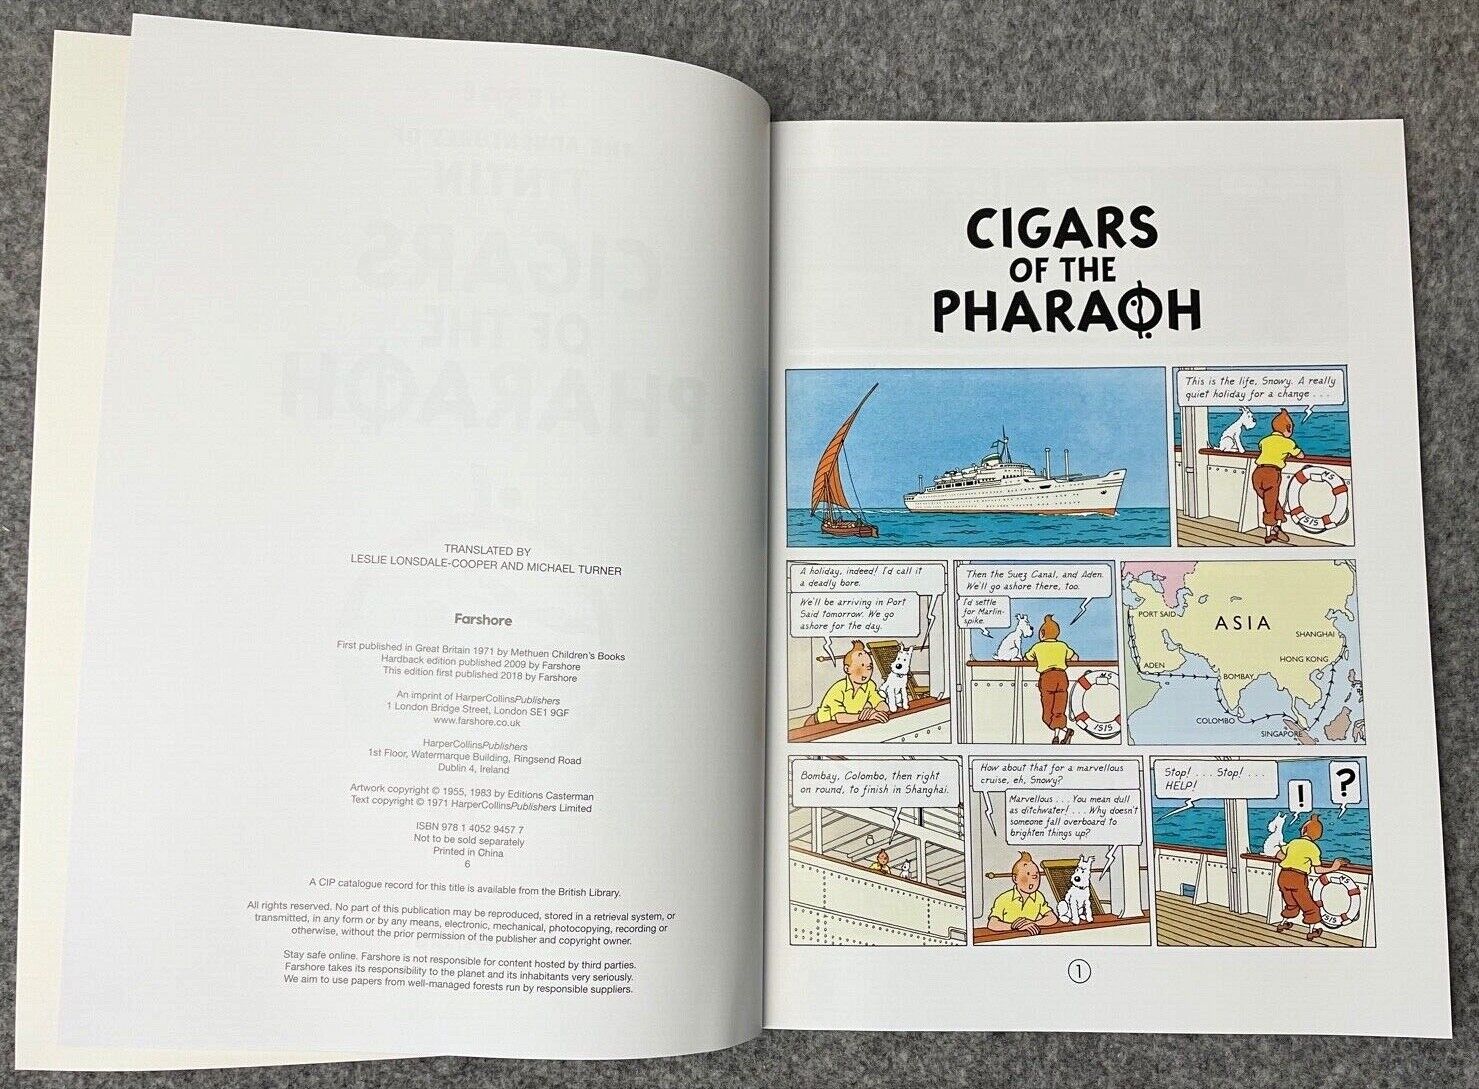 TRANSLATED BY
LESLIE LONSDALE-COOPER AND MICHAEL TURNER
Farshore
First published in Great Britain 1971 by Methuen Children's Books
Hardback edition published 2009 by Farshore
This edition first published 2018 by Farshore
An imprint of HarperCollinsPublishers
1 London Bridge Street, London SE1 9GF
www.farshore.co.uk
HarperCollinsPublishers
1st Floor, Watermarque Building, Ringsend Road
Dublin 4, Ireland
Artwork copyright © 1955, 1983 by Editions Casterman
Text copyright © 1971 HarperCollinsPublishers Limited
ISBN 978 1 4052 9457 7
Not to be sold separately
Printed in China
6
A CIP catalogue record for this title is available from the British Library.
All rights reserved. No part of this publication may be reproduced, stored in a retrieval system, or
transmitted, in any form or by any means, electronic, mechanical, photocopying, recording or
otherwise, without the prior permission of the publisher and copyright owner.
Stay safe online. Farshore is not responsible for content hosted by third parties.
Farshore takes its responsibility to the planet and its inhabitants very seriously.
We aim to use papers from well-managed forests run by responsible suppliers.
CIGARS
OF THE
PHARAOH
This is the life, Snowy. A really
quiet holiday for a change . . .
MS
ISIS
A holiday, indeed! I'd call it
a deadly bore.
We'll be arriving in Port
Said tomorrow. We go
ashore for the day.
Then the Suez Canal, and Aden.
We'll go ashore there, too.
I'd settle
for Marlin-
spike.
MS
ISIS
PORT SAID
ASIA
SHANGHAI
HONG KONG
ADEN
BOMBAY
COLOMBO
SINGAPORE
Bombay, Colombo, then right
on round, to finish in Shanghai.
How about that for a marvellous
cruise, eh, Snowy?
Marvellous . . . You mean dull
as ditchwater! . . . Why doesn't
someone fall overboard to
brighten things up?
Stop! . . . Stop! . . .
HELP!
!
?
MS
ISIS
1